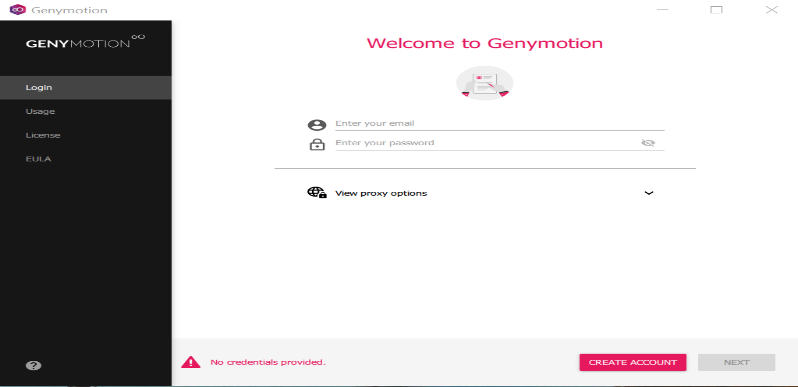 Genymotion
GENYMOTION
Login
Usage
License
EULA
Welcome to Genymotion
Enter your email
Enter your password
View proxy options
No credentials provided.
CREATE ACCOUNT
NEXT